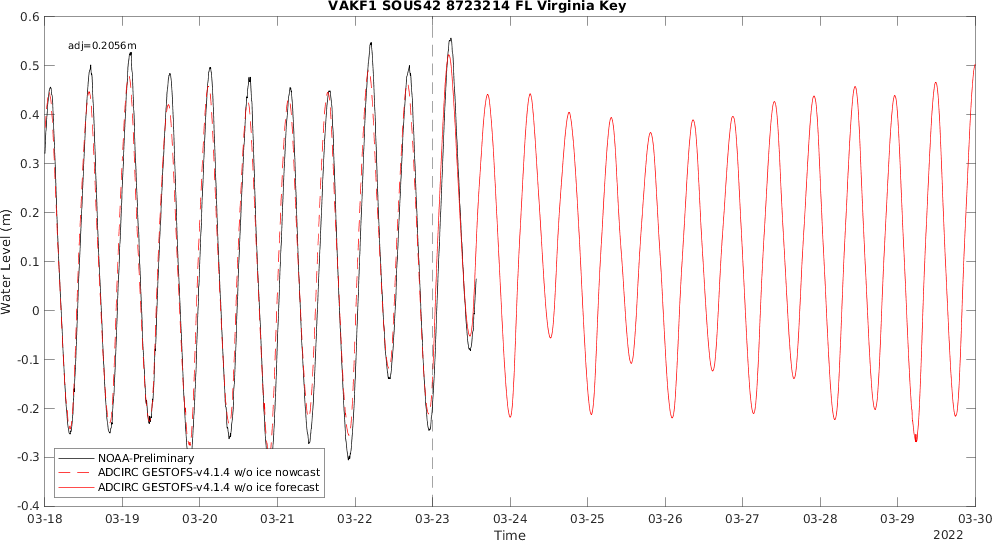 VAKF1 SOUS42 8723214 FL Virginia Key
adj=0.2056m
0.6
0.5
0.4
0.3
0.2
0.1
0
-0.1
-0.2
-0.3
-0.4
Water Level (m)
NOAA-Preliminary
ADCIRC GESTOFS-v4.1.4 w/o ice nowcast
ADCIRC GESTOFS-v4.1.4 w/o ice forecast
03-18 03-19 03-20 03-21 03-22 03-23 03-24 03-25 03-26 03-27 03-28 03-29 03-30
Time
2022